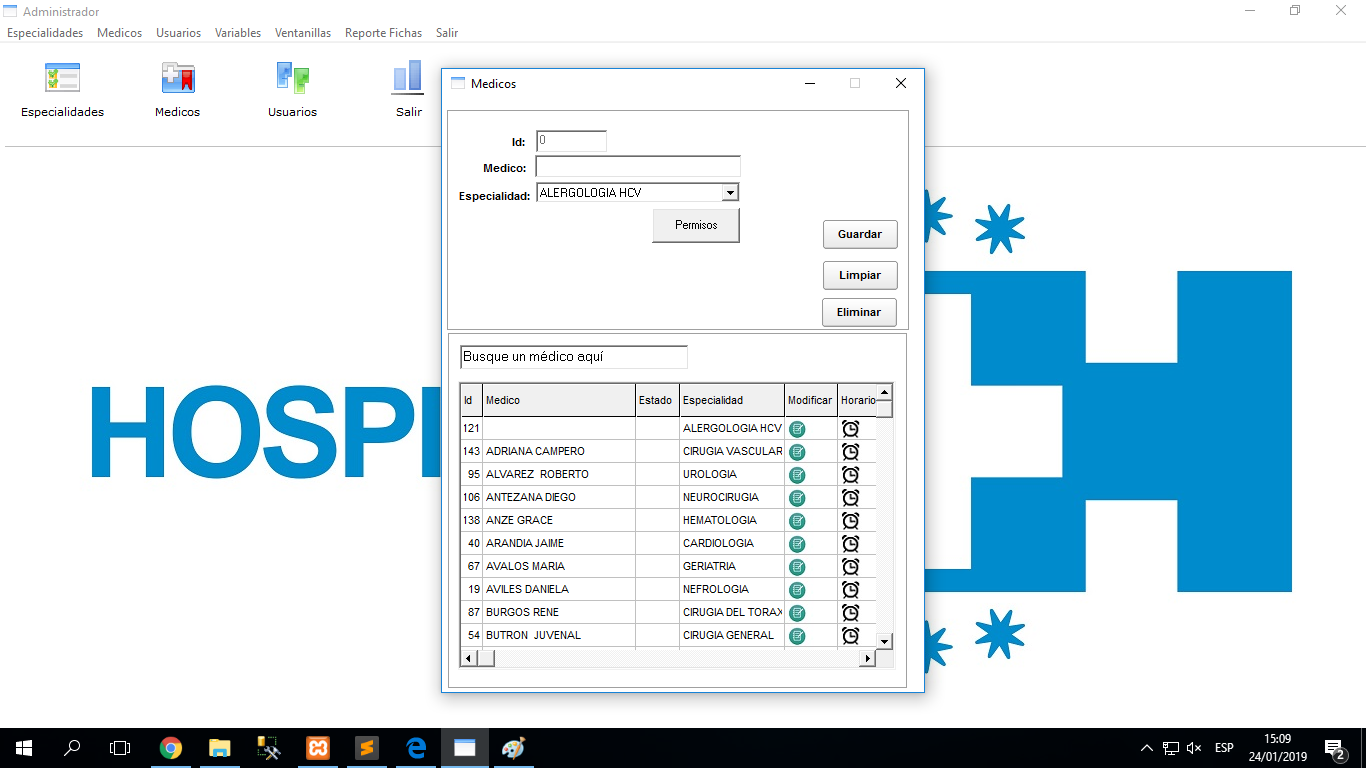 Administrador
Especialidades Medicos Usuarios Variables Ventanillas Reporte Fichas Salir
Especialidades Medicos Usuarios Salir
Medicos
Id: 0
Medico:
Especialidad: ALERGOLOGIA HCV
Permisos
Guardar
Limpiar
Eliminar
HOSPI
CH
Busque un médico aquí
Id Medico Estado Especialidad Modificar Horario
121 ALERGOLOGIA HCV
143 ADRIANA CAMPERO CIRUGIA VASCULAR
95 ALVAREZ ROBERTO UROLOGIA
106 ANTEZANA DIEGO NEUROCIRUGIA
138 ANZE GRACE HEMATOLOGIA
40 ARANDIA JAIME CARDIOLOGIA
67 AVALOS MARIA GERIATRIA
19 AVILES DANIELA NEFROLOGIA
87 BURGOS RENE CIRUGIA DEL TORAX
54 BUTRON JUVENAL CIRUGIA GENERAL
ESP 15:09
24/01/2019 2